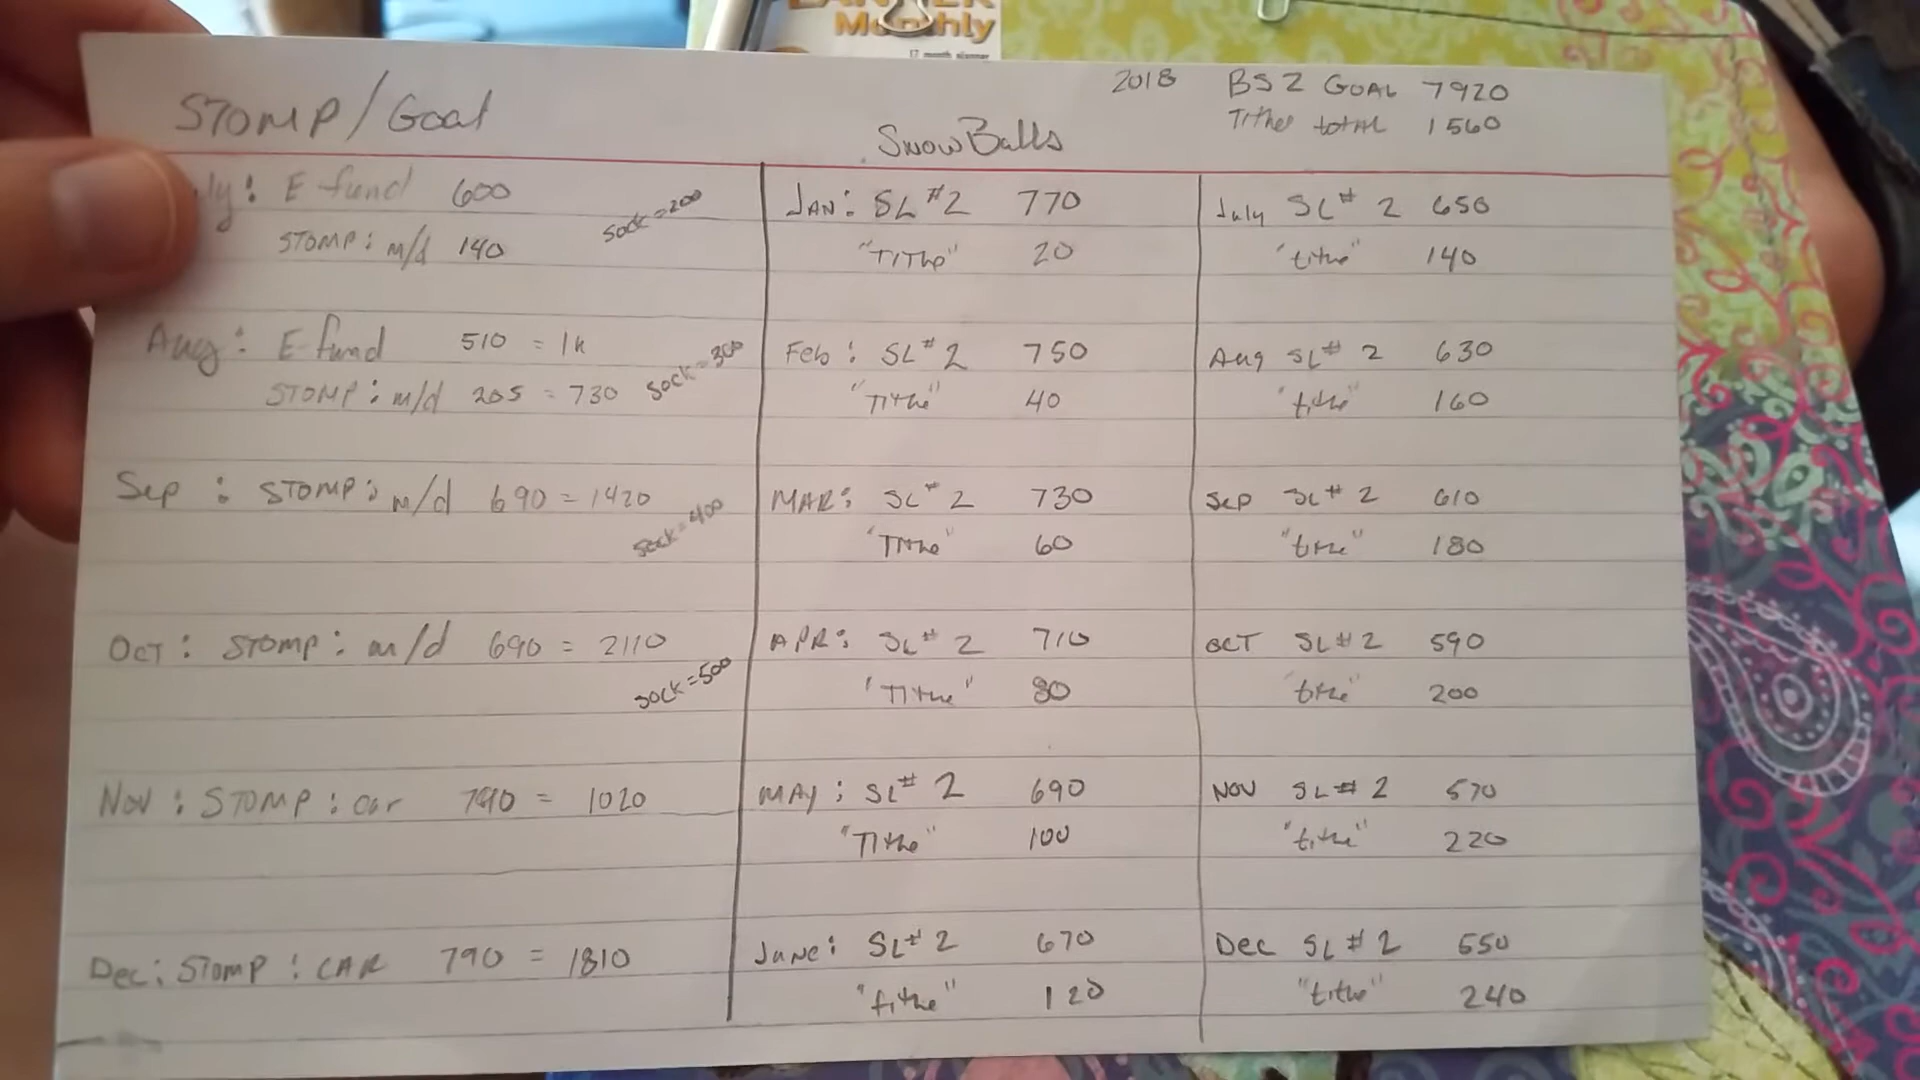 Monthly
17 month planner
2018 BS2 GOAL 7920
Tithe total 1560
STOMP/Goal
SnowBalls
E-fund 600
STOMP: m/d 140
sock=200
Aug: E-fund 510 = 1k
STOMP: m/d 205 = 730
sock=300
Sep : STOMP: m/d 690 = 1420
sock=400
Oct : STOMP: m/d 690 = 2110
sock=500
Nov : STOMP : car 790 = 1020
Dec: Stomp : CAR 790 = 1810
JAN: SL #2 770
"TITHe" 20
Feb : SL #2 750
"TITHe" 40
MAR: SL #2 730
"TITHe" 60
APR: SL #2 710
"TITHe" 80
MAY : SL #2 690
"TITHe" 100
June: SL #2 670
"tithe" 120
July SL #2 650
"tithe" 140
Aug SL #2 630
"tithe" 160
Sep SL #2 610
"tithe" 180
OCT SL #2 590
"tithe" 200
NOV SL #2 570
"tithe" 220
Dec SL #2 550
"tithe" 240